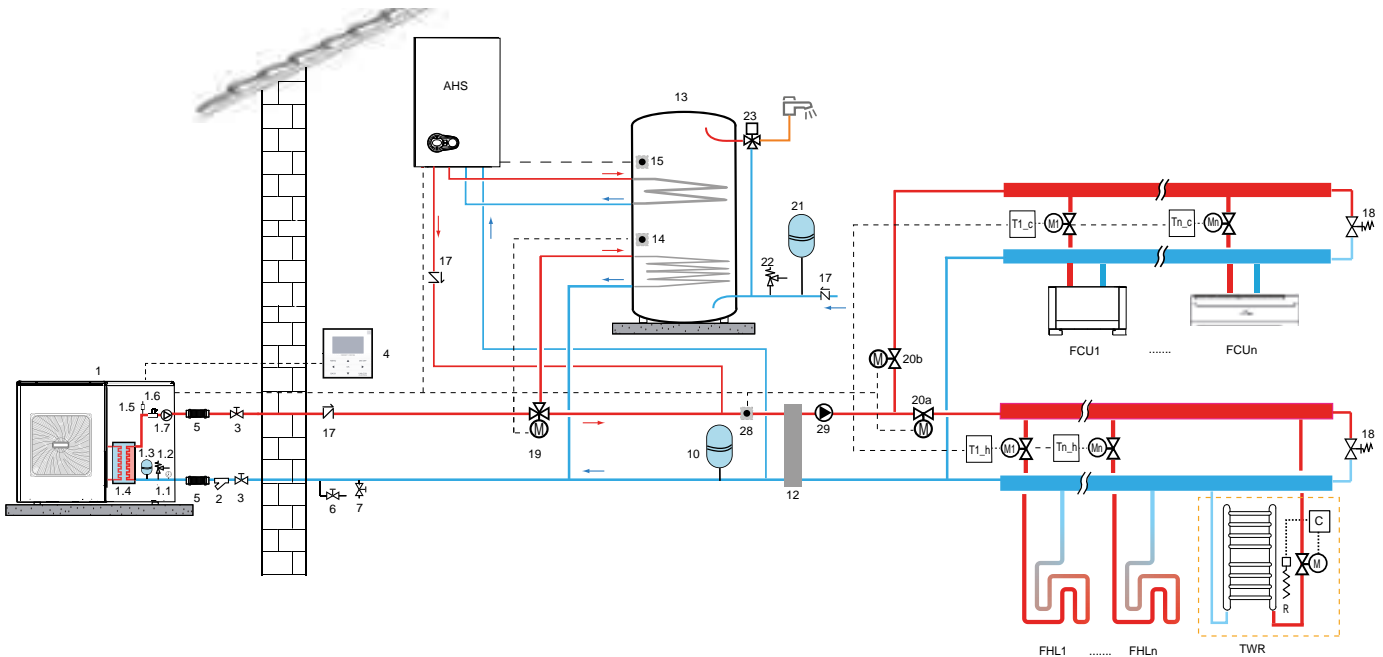 AHS
13
23
15
21
14
22
17
17
T1_c
M1
Tn_c
Mn
18
FCU1
.......
FCUn
M
20b
4
1
1.6
1.5
1.7
5
3
17
M
19
28
29
20a
M
10
12
T1_h
M1
Tn_h
Mn
18
1.3
1.2
1.4
1.1
5
2
3
6
7
C
M
R
FHL1
.......
FHLn
TWR